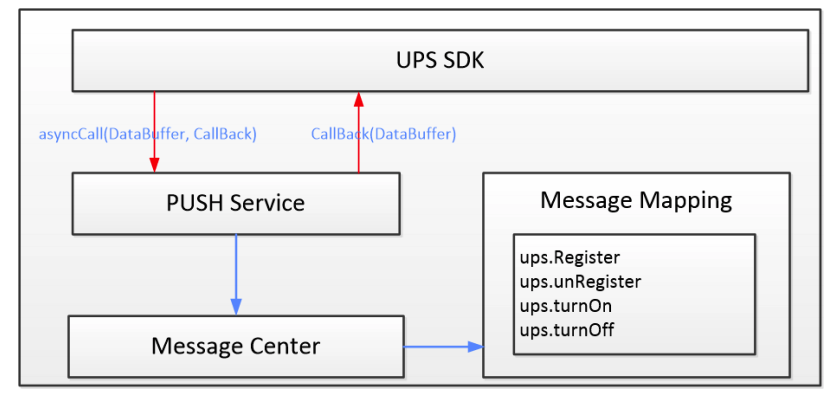 UPS SDK
asyncCall(DataBuffer, CallBack)
CallBack(DataBuffer)
PUSH Service
Message Mapping
ups.Register
ups.unRegister
ups.turnOn
ups.turnOff
Message Center